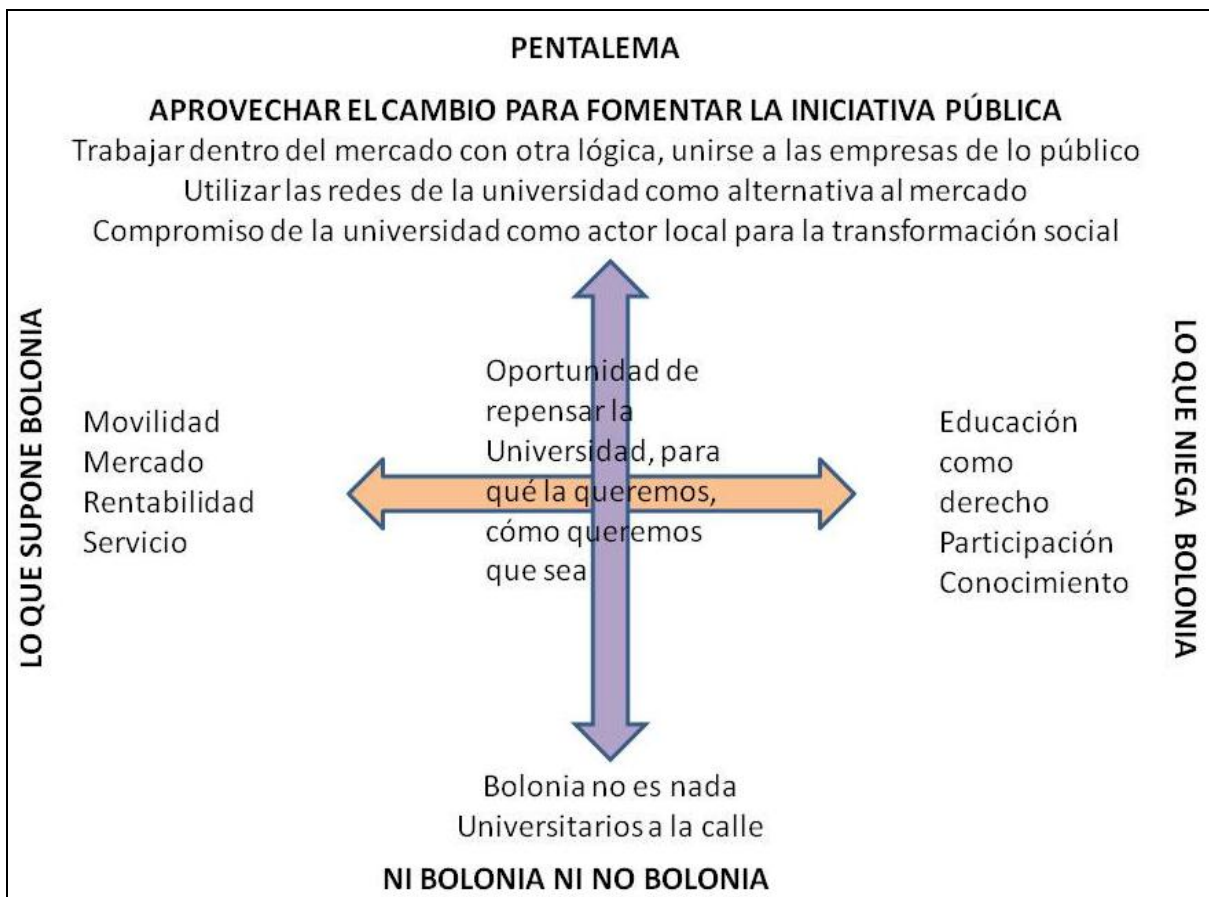 PENTALEMA
APROVECHAR EL CAMBIO PARA FOMENTAR LA INICIATIVA PÚBLICA
Trabajar dentro del mercado con otra lógica, unirse a las empresas de lo público
Utilizar las redes de la universidad como alternativa al mercado
Compromiso de la universidad como actor local para la transformación social
LO QUE SUPONE BOLONIA
Movilidad
Mercado
Rentabilidad
Servicio
Oportunidad de
repensar la
Universidad, para
qué la queremos,
cómo queremos
que sea
Educación
como
derecho
Participación
Conocimiento
LO QUE NIEGA BOLONIA
Bolonia no es nada
Universitarios a la calle
NI BOLONIA NI NO BOLONIA